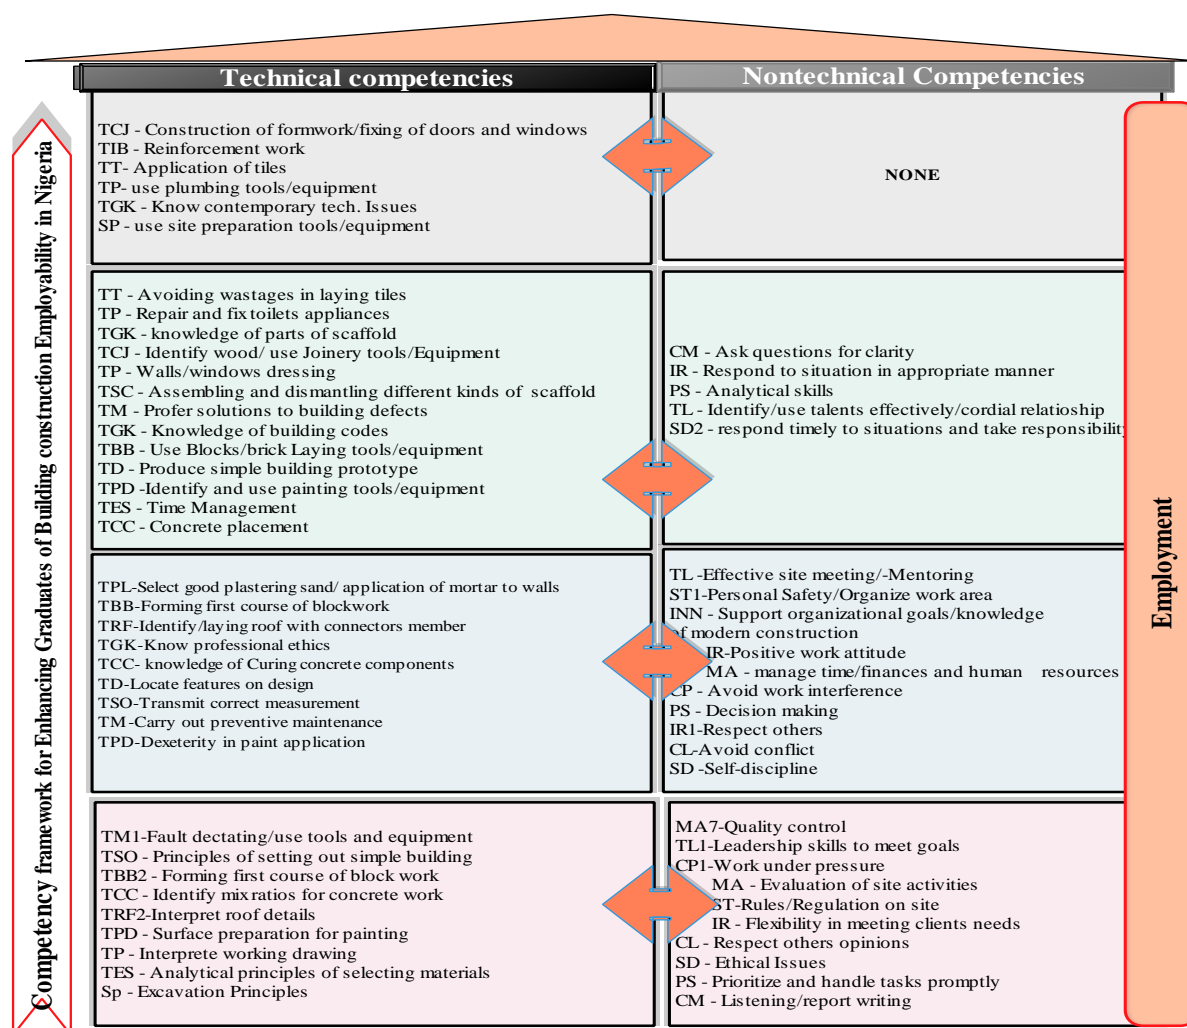 Technical competencies
Nontechnical Competencies
Competency framework for Enhancing Graduates of Building construction Employability in Nigeria
TCJ - Construction of formwork/fixing of doors and windows
TIB - Reinforcement work
TT- Application of tiles
TP- use plumbing tools/equipment
TGK - Know contemporary tech. Issues
SP - use site preparation tools/equipment
NONE
TT - Avoiding wastages in laying tiles
TP - Repair and fix toilets appliances
TGK - knowledge of parts of scaffold
TCJ - Identify wood/ use Joinery tools/Equipment
TP - Walls/windows dressing
TSC - Assembling and dismantling different kinds of scaffold
TM - Profer solutions to building defects
TGK - Knowledge of building codes
TBB - Use Blocks/brick Laying tools/equipment
TD - Produce simple building prototype
TPD -Identify and use painting tools/equipment
TES - Time Management
TCC - Concrete placement
CM - Ask questions for clarity
IR - Respond to situation in appropriate manner
PS - Analytical skills
TL - Identify/use talents effectively/cordial relatioship
SD2 - respond timely to situations and take responsibility
TPL-Select good plastering sand/ application of mortar to walls
TBB-Forming first course of blockwork
TRF-Identify/laying roof with connectors member
TGK-Know professional ethics
TCC- knowledge of Curing concrete components
TD-Locate features on design
TSO-Transmit correct measurement
TM-Carry out preventive maintenance
TPD-Dexeterity in paint application
TL -Effective site meeting/-Mentoring
ST1-Personal Safety/Organize work area
INN - Support organizational goals/knowledge
of modern construction
IR-Positive work attitude
MA - manage time/finances and human resources
CP - Avoid work interference
PS - Decision making
IR1-Respect others
CL-Avoid conflict
SD -Self-discipline
TM1-Fault dectating/use tools and equipment
TSO - Principles of setting out simple building
TBB2 - Forming first course of block work
TCC - Identify mix ratios for concrete work
TRF2-Interpret roof details
TPD - Surface preparation for painting
TP - Interprete working drawing
TES - Analytical principles of selecting materials
Sp - Excavation Principles
MA7-Quality control
TL1-Leadership skills to meet goals
CP1-Work under pressure
MA - Evaluation of site activities
ST-Rules/Regulation on site
IR - Flexibility in meeting clients needs
CL - Respect others opinions
SD - Ethical Issues
PS - Prioritize and handle tasks promptly
CM - Listening/report writing
Employment